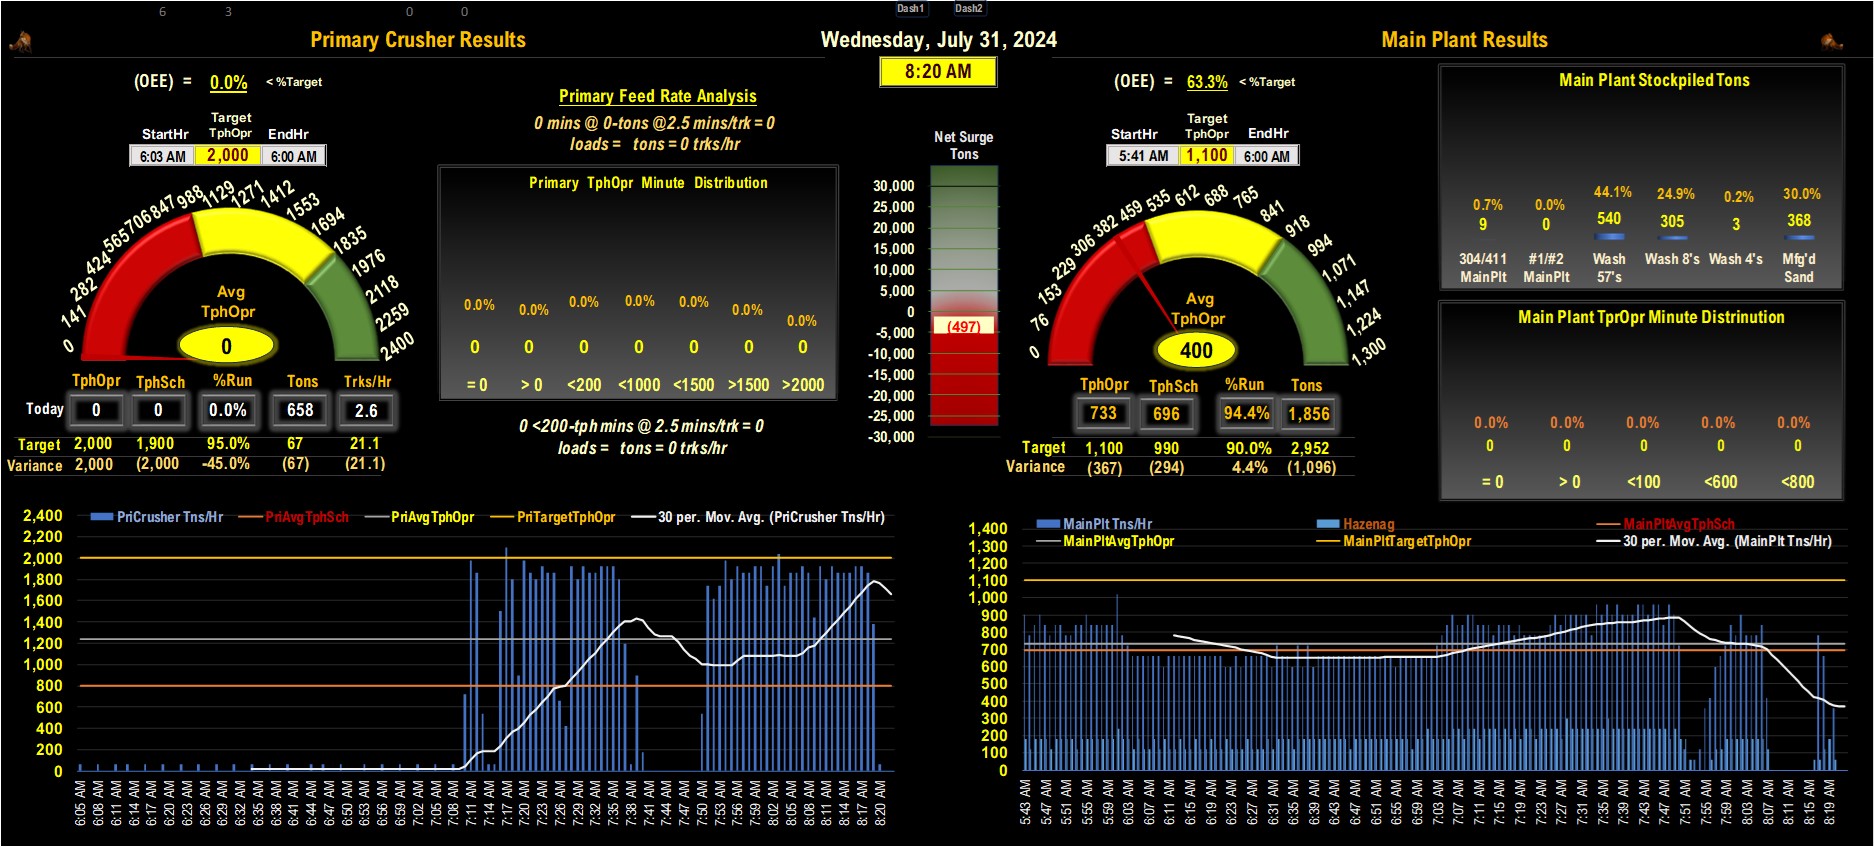 6 3 0 0 Dash1 Dash2
Primary Crusher Results
Wednesday, July 31, 2024
Main Plant Results
8:20 AM
(OEE) = 0.0% < %Target
Target
StartHr TphOpr EndHr
6:03 AM 2,000 6:00 AM
0 141 282 424 565 706 847 988 1129 1271 1412 1553 1694 1835 1976 2118 2259 2400
Avg
TphOpr
0
TphOpr TphSch %Run Tons Trks/Hr
Today 0 0 0.0% 658 2.6
Target 2,000 1,900 95.0% 67 21.1
Variance 2,000 (2,000 -45.0% (67) (21.1)
Primary Feed Rate Analysis
0 mins @ 0-tons @2.5 mins/trk = 0
loads = tons = 0 trks/hr
Primary TphOpr Minute Distribution
0.0% 0.0% 0.0% 0.0% 0.0% 0.0% 0.0%
0 0 0 0 0 0 0
= 0 > 0 <200 <1000 <1500 >1500 >2000
0 <200-tph mins @ 2.5 mins/trk = 0
loads = tons = 0 trks/hr
Net Surge
Tons
30,000
25,000
20,000
15,000
10,000
5,000
0
-5,000
-10,000
-15,000
-20,000
-25,000
-30,000
(497)
(OEE) = 63.3% < %Target
Target
StartHr TphOpr EndHr
5:41 AM 1,100 6:00 AM
0 76 153 229 306 382 459 535 612 688 765 841 918 994 1,071 1,147 1,224 1,300
Avg
TphOpr
400
TphOpr TphSch %Run Tons
733 696 94.4% 1,856
Target 1,100 990 90.0% 2,952
Variance (367) (294) 4.4% (1,096)
Main Plant Stockpiled Tons
0.7% 0.0% 44.1% 24.9% 0.2% 30.0%
9 0 540 305 3 368
304/411 #1/#2 Wash Wash 8's Wash 4's Mfg'd
MainPlt MainPlt 57's Sand
Main Plant TprOpr Minute Distrinution
0.0% 0.0% 0.0% 0.0% 0.0%
0 0 0 0 0
= 0 > 0 <100 <600 <800
PriCrusher Tns/Hr PriAvgTphSch PriAvgTphOpr PriTargetTphOpr 30 per. Mov. Avg. (PriCrusher Tns/Hr)
2,400
2,200
2,000
1,800
1,600
1,400
1,200
1,000
800
600
400
200
0
6:05 AM 6:08 AM 6:11 AM 6:14 AM 6:17 AM 6:20 AM 6:23 AM 6:26 AM 6:29 AM 6:32 AM 6:35 AM 6:38 AM 6:41 AM 6:44 AM 6:47 AM 6:50 AM 6:53 AM 6:56 AM 6:59 AM 7:02 AM 7:05 AM 7:08 AM 7:11 AM 7:14 AM 7:17 AM 7:20 AM 7:23 AM 7:26 AM 7:29 AM 7:32 AM 7:35 AM 7:38 AM 7:41 AM 7:44 AM 7:47 AM 7:50 AM 7:53 AM 7:56 AM 7:59 AM 8:02 AM 8:05 AM 8:08 AM 8:11 AM 8:14 AM 8:17 AM 8:20 AM
MainPlt Tns/Hr Hazenag MainPltAvgTphSch
MainPltAvgTphOpr MainPltTargetTphOpr 30 per. Mov. Avg. (MainPlt Tns/Hr)
1,400
1,300
1,200
1,100
1,000
900
800
700
600
500
400
300
200
100
0
5:43 AM 5:47 AM 5:51 AM 5:55 AM 5:59 AM 6:03 AM 6:07 AM 6:11 AM 6:15 AM 6:19 AM 6:23 AM 6:27 AM 6:31 AM 6:35 AM 6:39 AM 6:43 AM 6:47 AM 6:51 AM 6:55 AM 6:59 AM 7:03 AM 7:07 AM 7:11 AM 7:15 AM 7:19 AM 7:23 AM 7:27 AM 7:31 AM 7:35 AM 7:39 AM 7:43 AM 7:47 AM 7:51 AM 7:55 AM 7:59 AM 8:03 AM 8:07 AM 8:11 AM 8:15 AM 8:19 AM